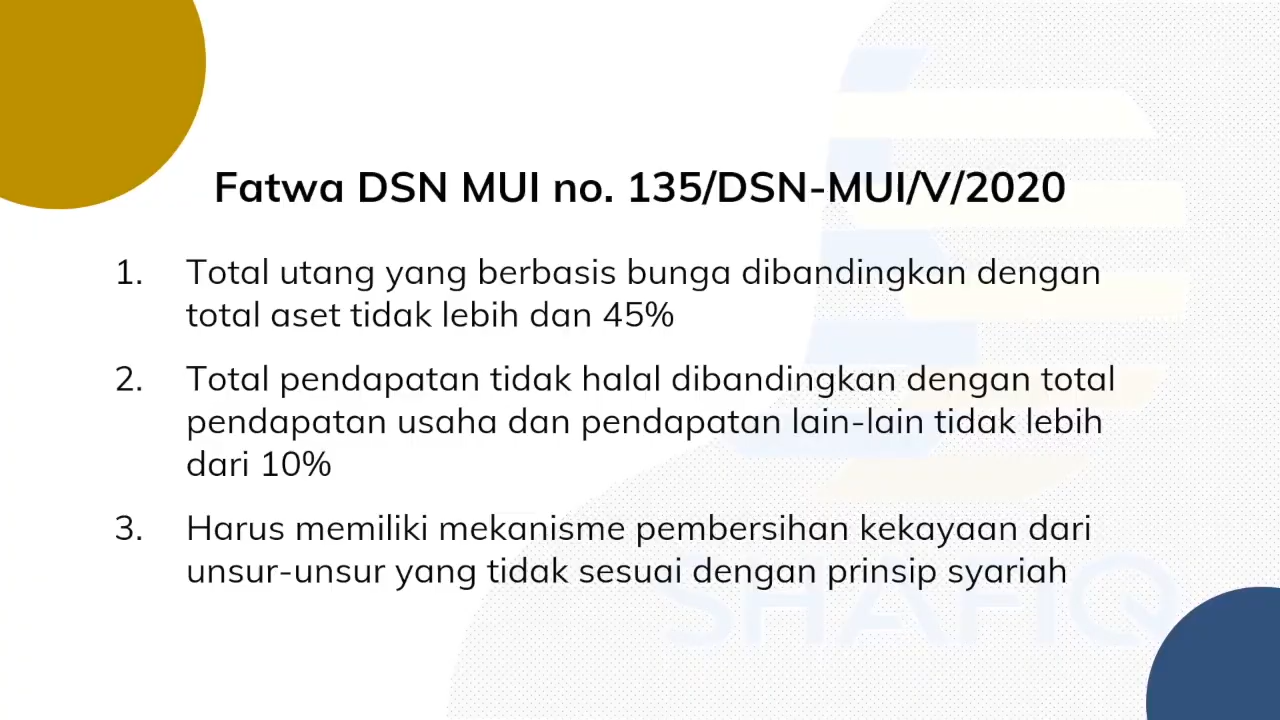 Fatwa DSN MUI no. 135/DSN-MUI/V/2020
1. Total utang yang berbasis bunga dibandingkan dengan
total aset tidak lebih dan 45%
2. Total pendapatan tidak halal dibandingkan dengan total
pendapatan usaha dan pendapatan lain-lain tidak lebih
dari 10%
3. Harus memiliki mekanisme pembersihan kekayaan dari
unsur-unsur yang tidak sesuai dengan prinsip syariah
SHAFIQ